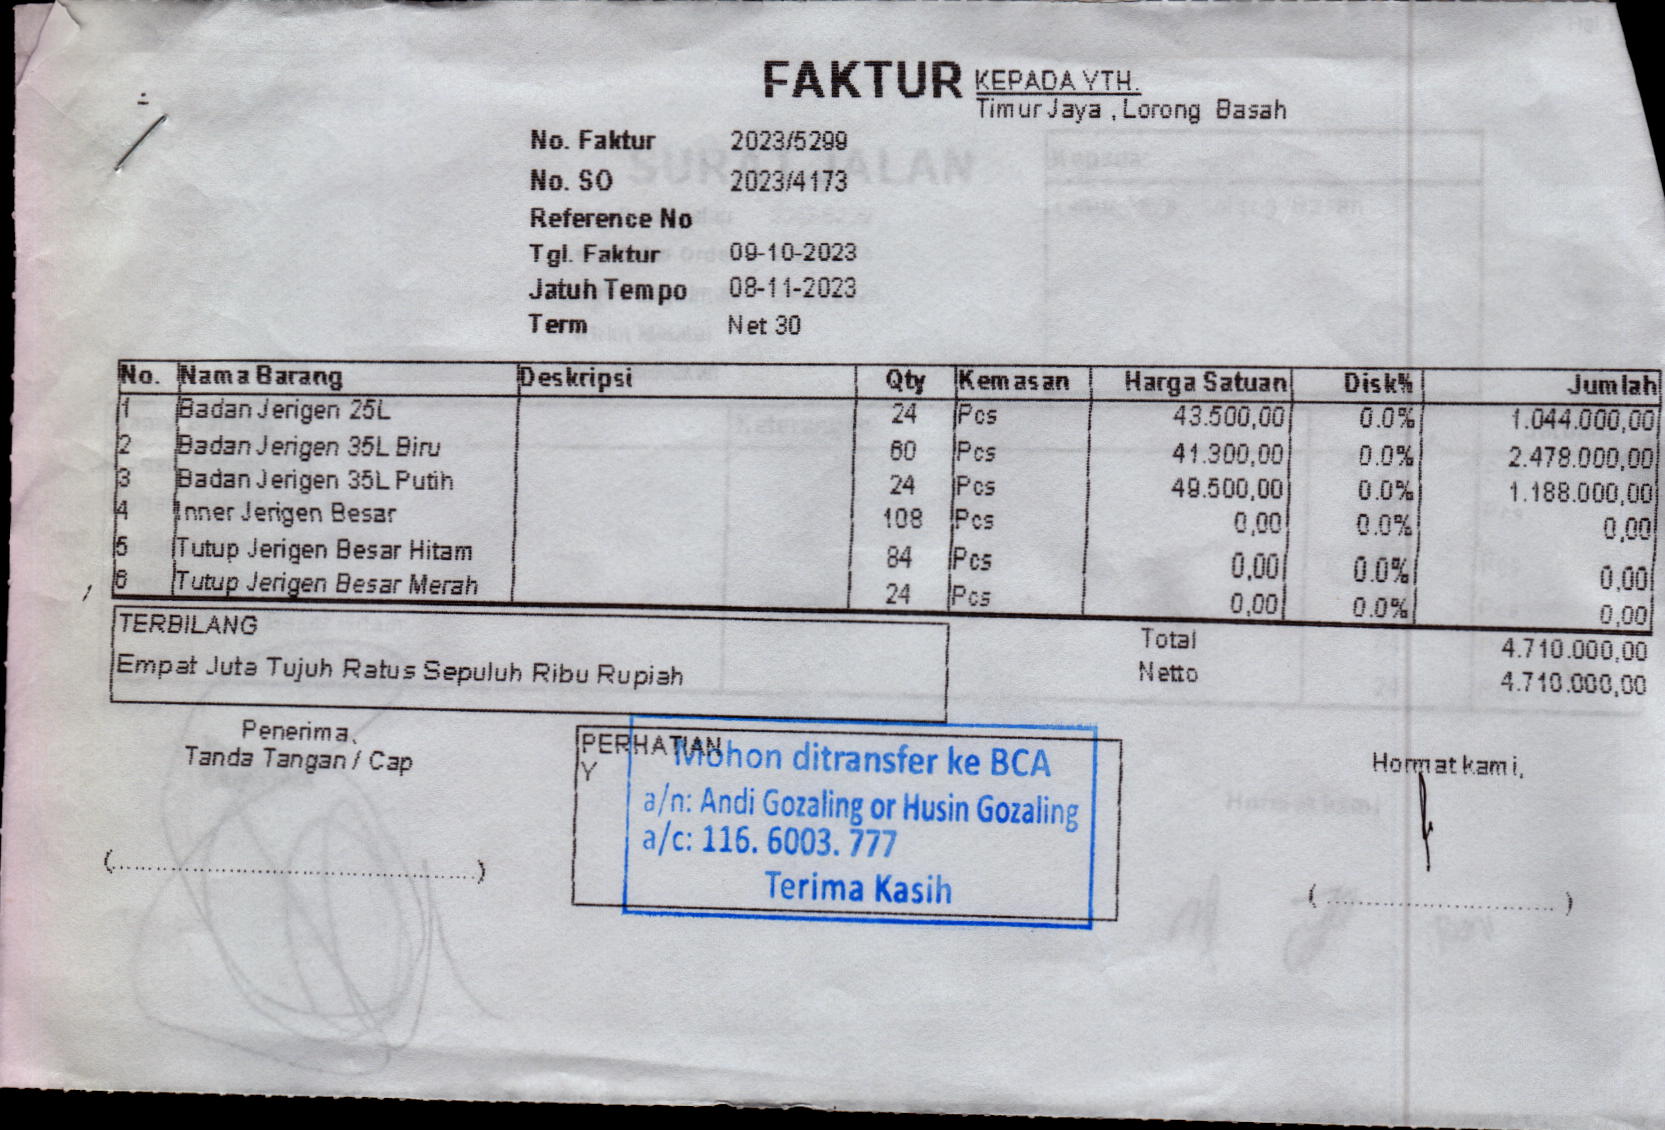 FAKTUR KEPADA YTH.
Timur Jaya , Lorong Basah
No. Faktur 2023/5299
No. SO 2023/4173
Reference No
Tgl. Faktur 09-10-2023
Jatuh Tempo 08-11-2023
Term Net 30
No. Nama Barang Deskripsi Qty Kemasan Harga Satuan Disk% Jumlah
1 Badan Jerigen 25L 24 Pcs 43.500,00 0.0% 1.044.000,00
2 Badan Jerigen 35L Biru 60 Pcs 41.300,00 0.0% 2.478.000,00
3 Badan Jerigen 35L Putih 24 Pcs 49.500,00 0.0% 1.188.000,00
4 Inner Jerigen Besar 108 Pcs 0,00 0.0% 0,00
5 Tutup Jerigen Besar Hitam 84 Pcs 0,00 0.0% 0,00
6 Tutup Jerigen Besar Merah 24 Pcs 0,00 0.0% 0,00
TERBILANG
Empat Juta Tujuh Ratus Sepuluh Ribu Rupiah
Total 4.710.000,00
Netto 4.710.000,00
Penerima,
Tanda Tangan / Cap
(..............................)
PERHATIAN
Y
Mohon ditransfer ke BCA
a/n: Andi Gozaling or Husin Gozaling
a/c: 116. 6003. 777
Terima Kasih
Hormat kami,
(..............................)
SURAT JALAN
Kepada
Hormat kami